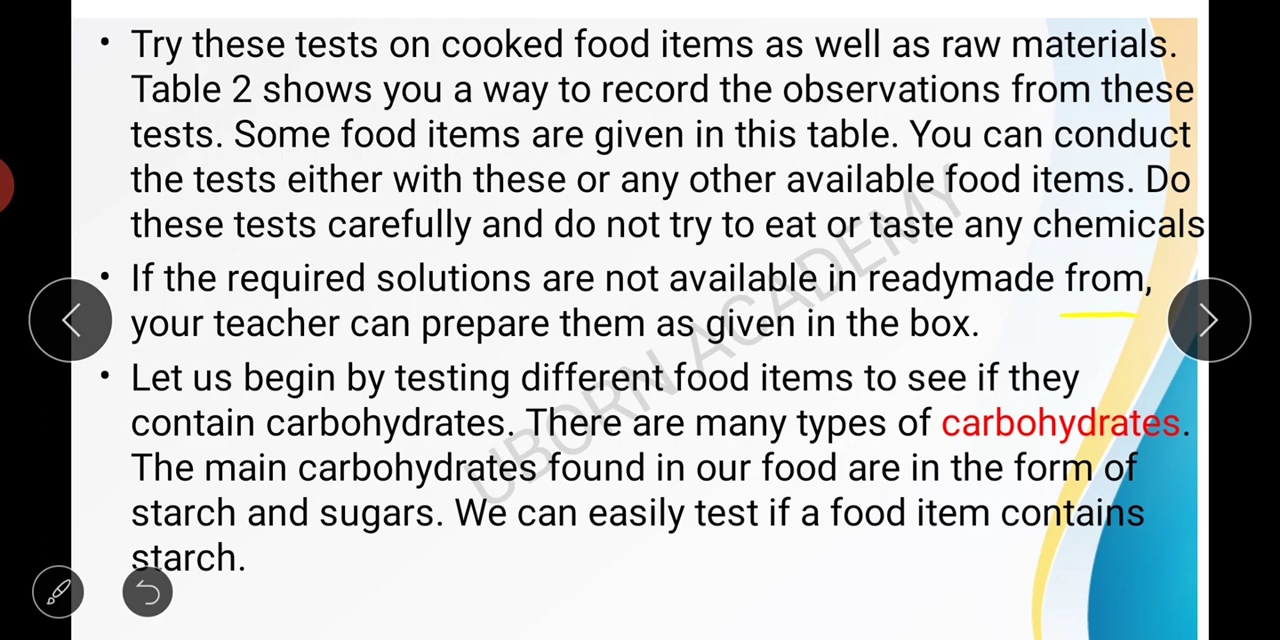 • Try these tests on cooked food items as well as raw materials.
Table 2 shows you a way to record the observations from these
tests. Some food items are given in this table. You can conduct
the tests either with these or any other available food items. Do
these tests carefully and do not try to eat or taste any chemicals
• If the required solutions are not available in readymade from,
your teacher can prepare them as given in the box.
• Let us begin by testing different food items to see if they
contain carbohydrates. There are many types of carbohydrates.
The main carbohydrates found in our food are in the form of
starch and sugars. We can easily test if a food item contains
starch.
UBORN ACADEMY